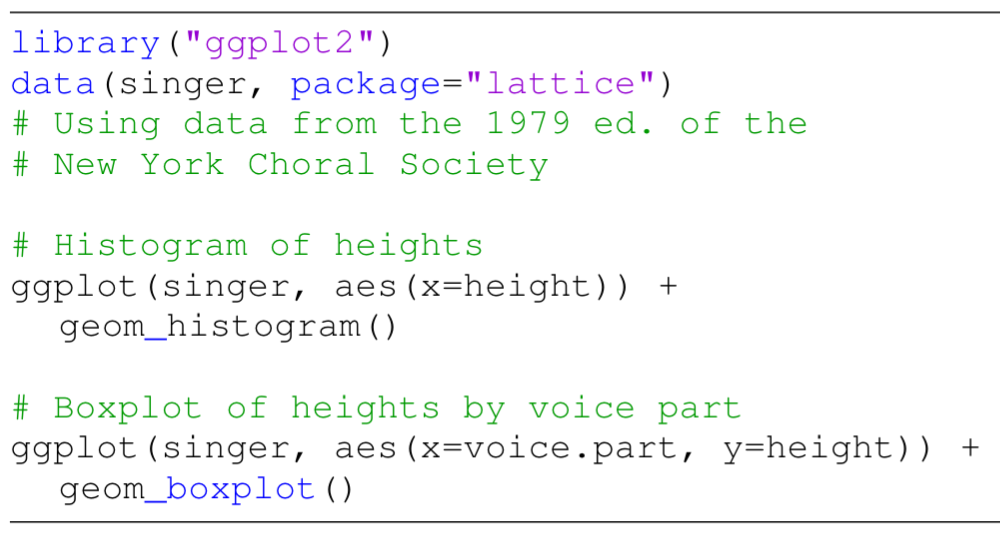 library("ggplot2")
data(singer, package="lattice")
# Using data from the 1979 ed. of the
# New York Choral Society

# Histogram of heights
ggplot(singer, aes(x=height)) +
  geom_histogram()

# Boxplot of heights by voice part
ggplot(singer, aes(x=voice.part, y=height)) +
  geom_boxplot()